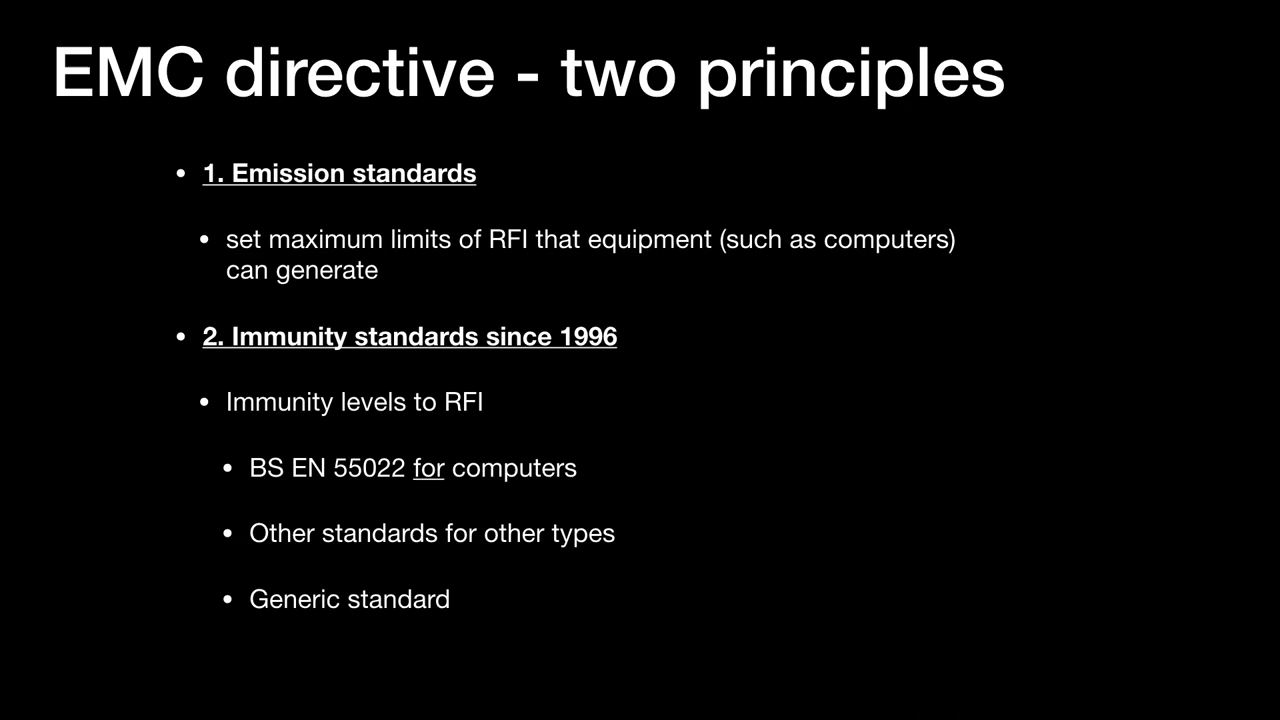 EMC directive - two principles
• 1. Emission standards
• set maximum limits of RFI that equipment (such as computers)
can generate
• 2. Immunity standards since 1996
• Immunity levels to RFI
• BS EN 55022 for computers
• Other standards for other types
• Generic standard